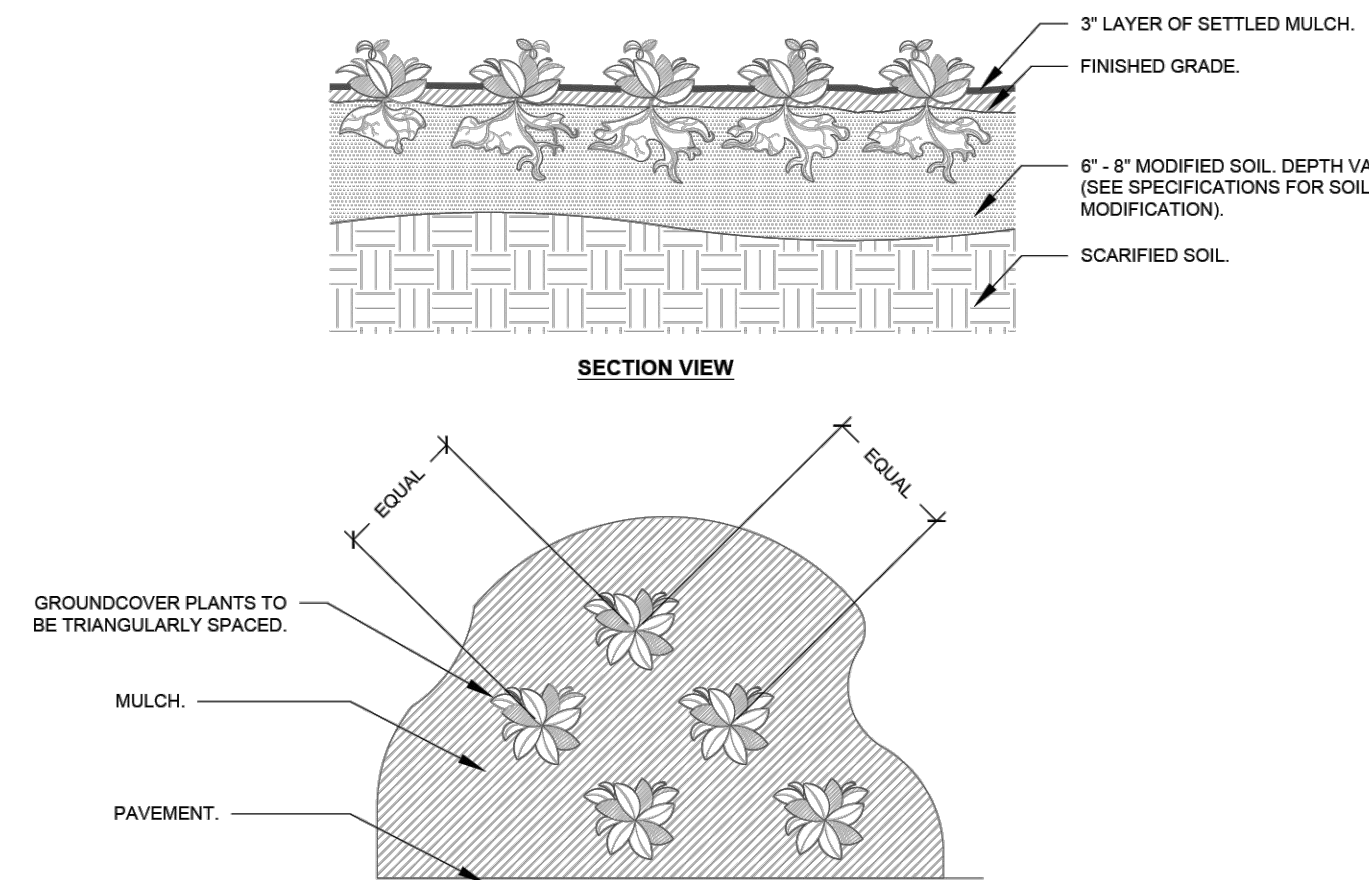 3" LAYER OF SETTLED MULCH.
FINISHED GRADE.
6" - 8" MODIFIED SOIL. DEPTH
(SEE SPECIFICATIONS FOR SOIL
MODIFICATION).
SCARIFIED SOIL.
SECTION VIEW
EQUAL
EQUAL
GROUNDCOVER PLANTS TO
BE TRIANGULARLY SPACED.
MULCH.
PAVEMENT.